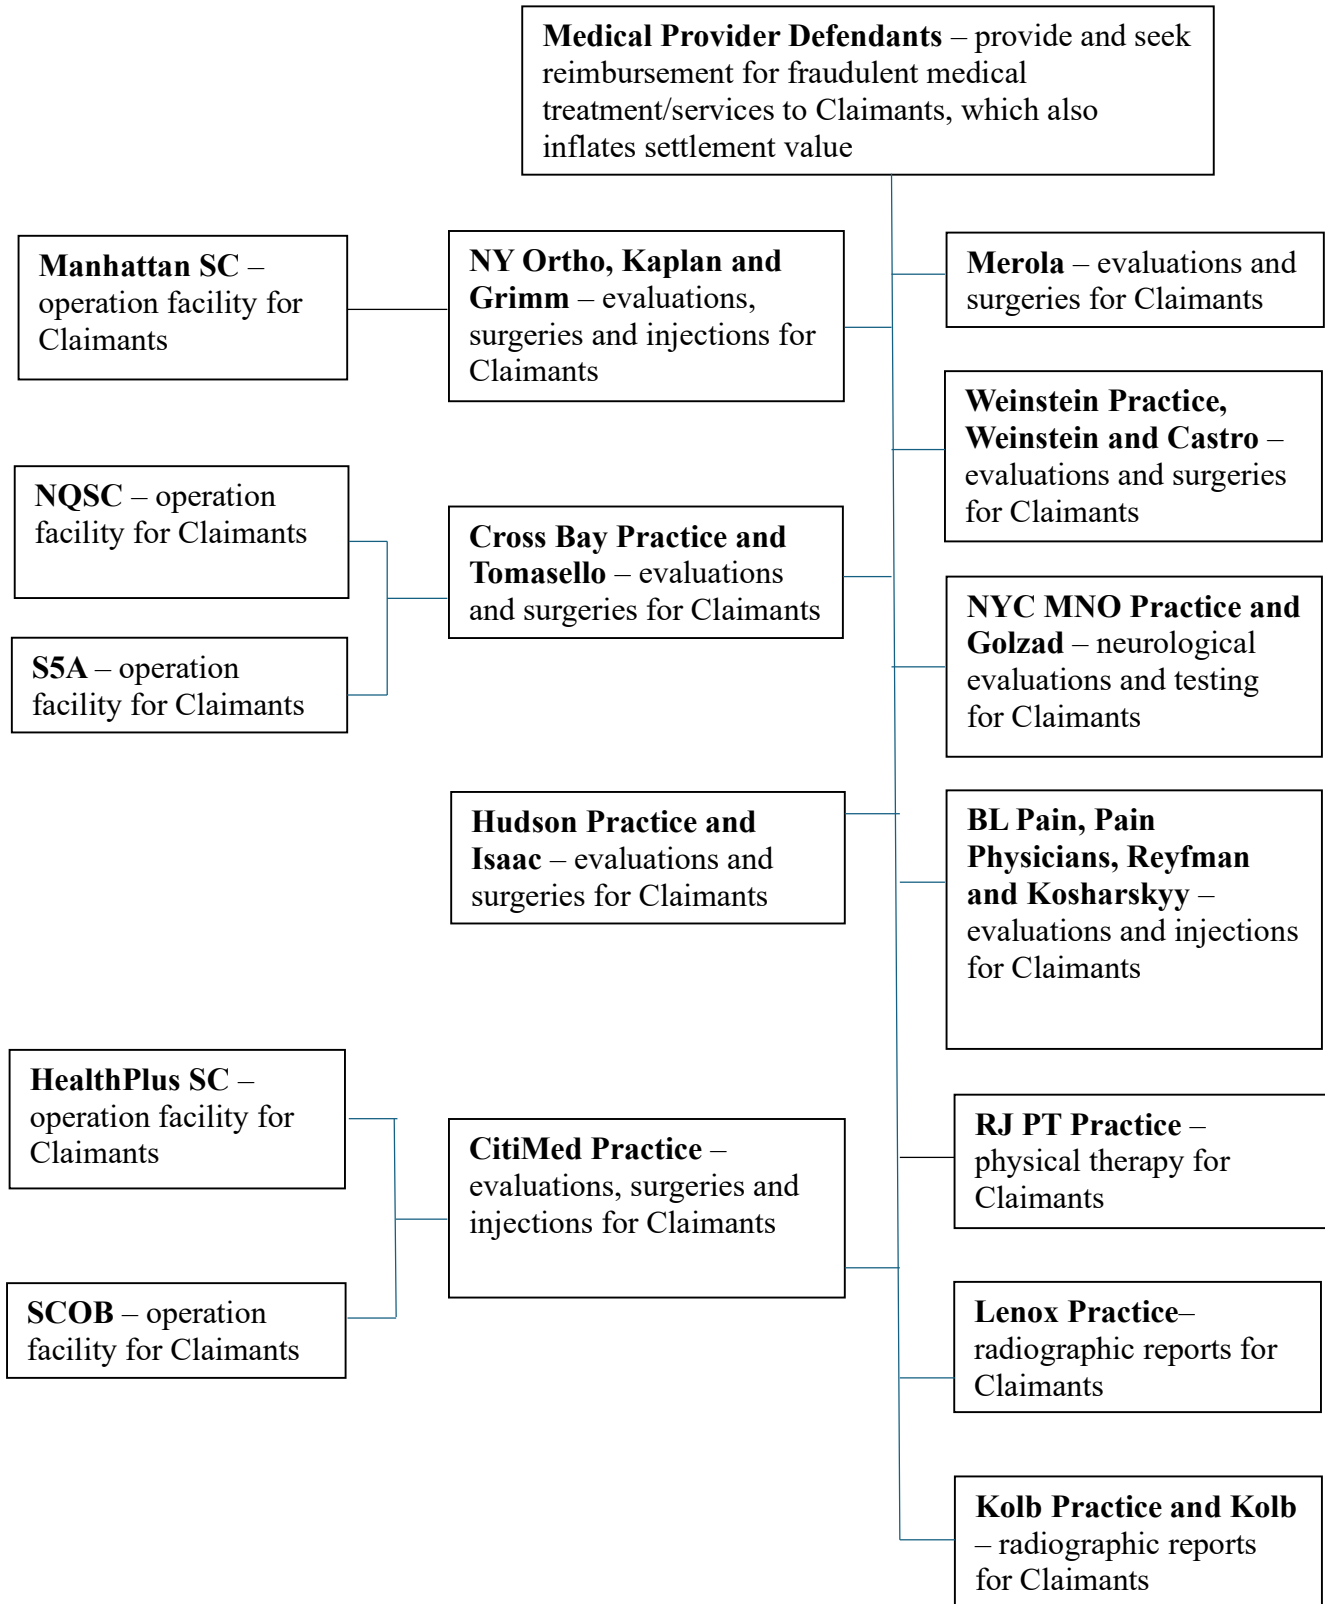 Medical Provider Defendants – provide and seek
reimbursement for fraudulent medical
treatment/services to Claimants, which also
inflates settlement value
Manhattan SC –
operation facility for
Claimants
NY Ortho, Kaplan and
Grimm – evaluations,
surgeries and injections for
Claimants
Merola – evaluations and
surgeries for Claimants
Weinstein Practice,
Weinstein and Castro –
evaluations and surgeries
for Claimants
NQSC – operation
facility for Claimants
Cross Bay Practice and
Tomasello – evaluations
and surgeries for Claimants
S5A – operation
facility for Claimants
NYC MNO Practice and
Golzad – neurological
evaluations and testing
for Claimants
Hudson Practice and
Isaac – evaluations and
surgeries for Claimants
BL Pain, Pain
Physicians, Reyfman
and Kosharskyy –
evaluations and injections
for Claimants
HealthPlus SC –
operation facility for
Claimants
CitiMed Practice –
evaluations, surgeries and
injections for Claimants
RJ PT Practice –
physical therapy for
Claimants
SCOB – operation
facility for Claimants
Lenox Practice–
radiographic reports for
Claimants
Kolb Practice and Kolb
– radiographic reports
for Claimants